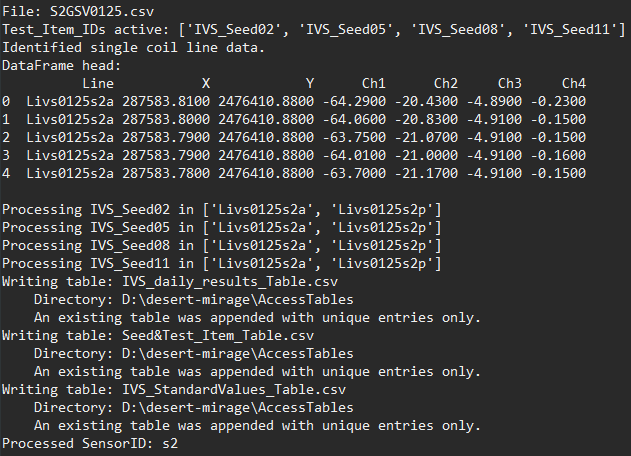 File: S2GSV0125.csv
Test_Item_IDs active: ['IVS_Seed02', 'IVS_Seed05', 'IVS_Seed08', 'IVS_Seed11']
Identified single coil line data.
DataFrame head:
Line X Y Ch1 Ch2 Ch3 Ch4
0 Livs0125s2a 287583.8100 2476410.8800 -64.2900 -20.4300 -4.8900 -0.2300
1 Livs0125s2a 287583.8000 2476410.8800 -64.0600 -20.8300 -4.9100 -0.1500
2 Livs0125s2a 287583.7900 2476410.8800 -63.7500 -21.0700 -4.9100 -0.1500
3 Livs0125s2a 287583.7900 2476410.8800 -64.0100 -21.0000 -4.9100 -0.1600
4 Livs0125s2a 287583.7800 2476410.8800 -63.7000 -21.1700 -4.9100 -0.1500
Processing IVS_Seed02 in ['Livs0125s2a', 'Livs0125s2p']
Processing IVS_Seed05 in ['Livs0125s2a', 'Livs0125s2p']
Processing IVS_Seed08 in ['Livs0125s2a', 'Livs0125s2p']
Processing IVS_Seed11 in ['Livs0125s2a', 'Livs0125s2p']
Writing table: IVS_daily_results_Table.csv
Directory: D:\desert-mirage\AccessTables
An existing table was appended with unique entries only.
Writing table: Seed&Test_Item_Table.csv
Directory: D:\desert-mirage\AccessTables
An existing table was appended with unique entries only.
Writing table: IVS_StandardValues_Table.csv
Directory: D:\desert-mirage\AccessTables
An existing table was appended with unique entries only.
Processed SensorID: s2